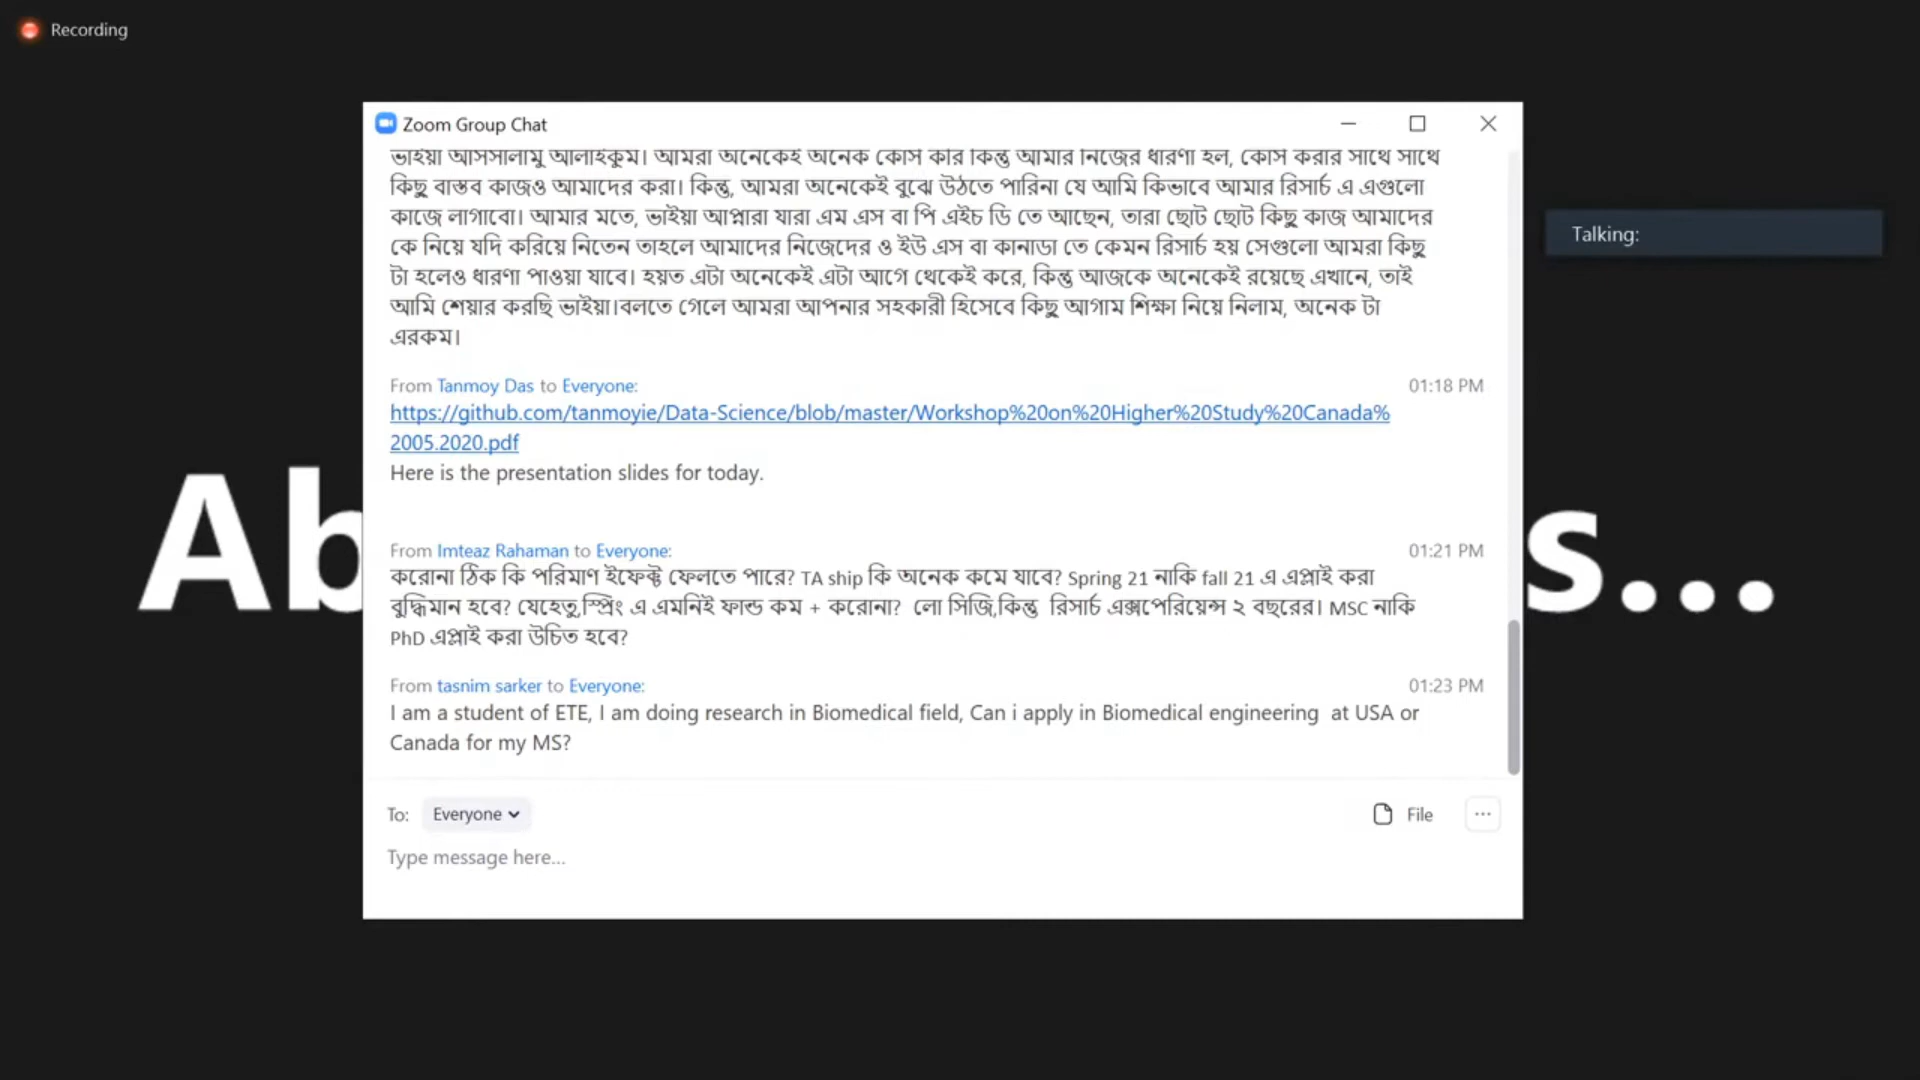 Recording
Zoom Group Chat
ভাইয়া আসসালামু আলাইকুম। আমরা অনেকেই অনেক কোর্স করি কিন্তু আমার নিজের ধারণা হল, কোর্স করার সাথে সাথে
কিছু বাস্তব কাজও আমাদের করা। কিন্তু, আমরা অনেকেই বুঝে উঠতে পারিনা যে আমি কিভাবে আমার রিসার্চ এ এগুলো
কাজে লাগাবো। আমার মতে, ভাইয়া আপ্নারা যারা এম এস বা পি এইচ ডি তে আছেন, তারা ছোট ছোট কিছু কাজ আমাদের
কে নিয়ে যদি করিয়ে নিতেন তাহলে আমাদের নিজেদের ও ইউ এস বা কানাডা তে কেমন রিসার্চ হয় সেগুলো আমরা কিছু
টা হলেও ধারণা পাওয়া যাবে। হয়ত এটা অনেকেই এটা আগে থেকেই করে, কিন্তু আজকে অনেকেই রয়েছে এখানে, তাই
আমি শেয়ার করছি ভাইয়া।বলতে গেলে আমরা আপনার সহকারী হিসেবে কিছু আগাম শিক্ষা নিয়ে নিলাম, অনেক টা
এরকম।
From Tanmoy Das to Everyone: 01:18 PM
https://github.com/tanmoyie/Data-Science/blob/master/Workshop%20on%20Higher%20Study%20Canada%
2005.2020.pdf
Here is the presentation slides for today.
From Imteaz Rahaman to Everyone: 01:21 PM
করোনা ঠিক কি পরিমাণ ইফেক্ট ফেলতে পারে? TA ship কি অনেক কমে যাবে? Spring 21 নাকি fall 21 এ এপ্লাই করা
বুদ্ধিমান হবে? যেহেতু,স্প্রিং এ এমনিই ফান্ড কম + করোনা? লো সিজি,কিন্তু রিসার্চ এক্সপেরিয়েন্স ২ বছরের। MSC নাকি
PhD এপ্লাই করা উচিত হবে?
From tasnim sarker to Everyone: 01:23 PM
I am a student of ETE, I am doing research in Biomedical field, Can i apply in Biomedical engineering at USA or
Canada for my MS?
To: Everyone File ...
Type message here...
Talking:
Ab s...